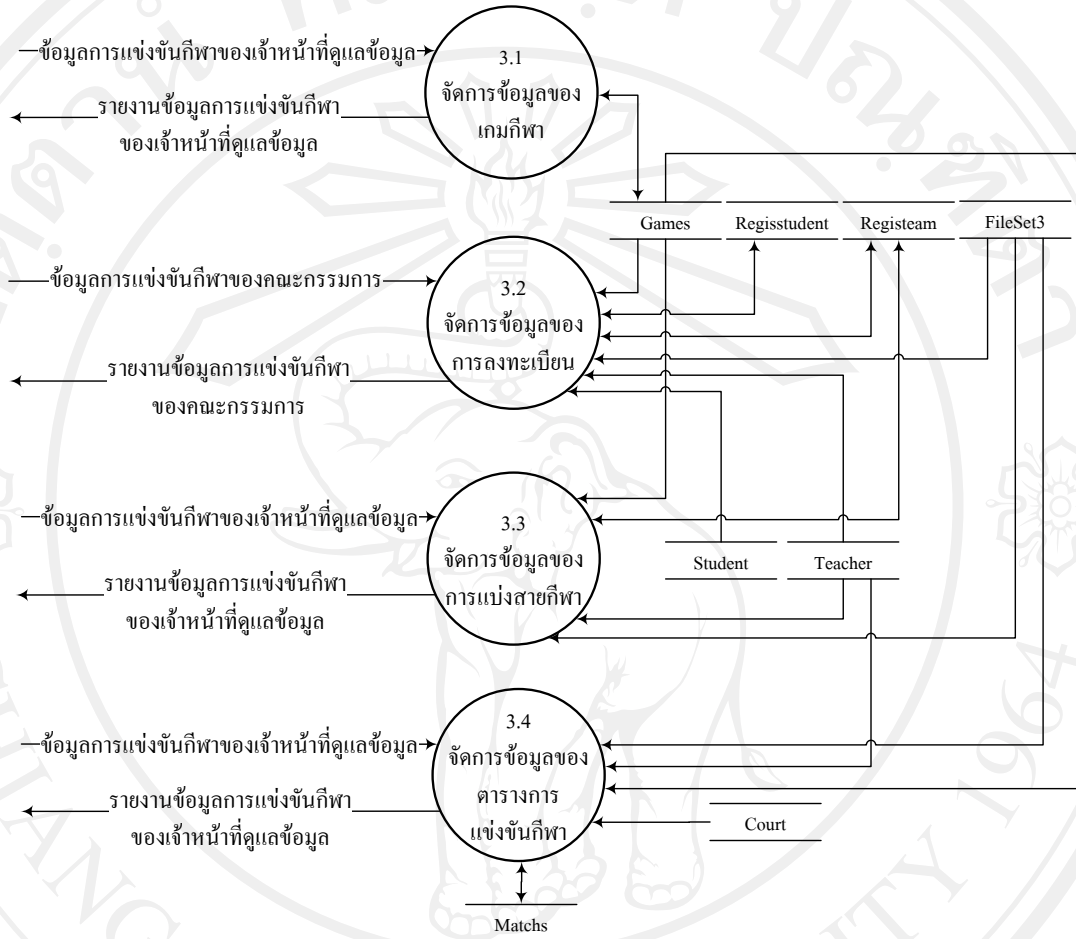 ข้อมูลการแข่งขันกีฬาของเจ้าหน้าที่ดูแลข้อมูล
รายงานข้อมูลการแข่งขันกีฬา
ของเจ้าหน้าที่ดูแลข้อมูล
3.1
จัดการข้อมูลของ
เกมกีฬา
Games
Regisstudent
Registeam
FileSet3
ข้อมูลการแข่งขันกีฬาของคณะกรรมการ
รายงานข้อมูลการแข่งขันกีฬา
ของคณะกรรมการ
3.2
จัดการข้อมูลของ
การลงทะเบียน
ข้อมูลการแข่งขันกีฬาของเจ้าหน้าที่ดูแลข้อมูล
รายงานข้อมูลการแข่งขันกีฬา
ของเจ้าหน้าที่ดูแลข้อมูล
3.3
จัดการข้อมูลของ
การแบ่งสายกีฬา
Student
Teacher
ข้อมูลการแข่งขันกีฬาของเจ้าหน้าที่ดูแลข้อมูล
รายงานข้อมูลการแข่งขันกีฬา
ของเจ้าหน้าที่ดูแลข้อมูล
3.4
จัดการข้อมูลของ
ตารางการ
แข่งขันกีฬา
Court
Matchs
1964